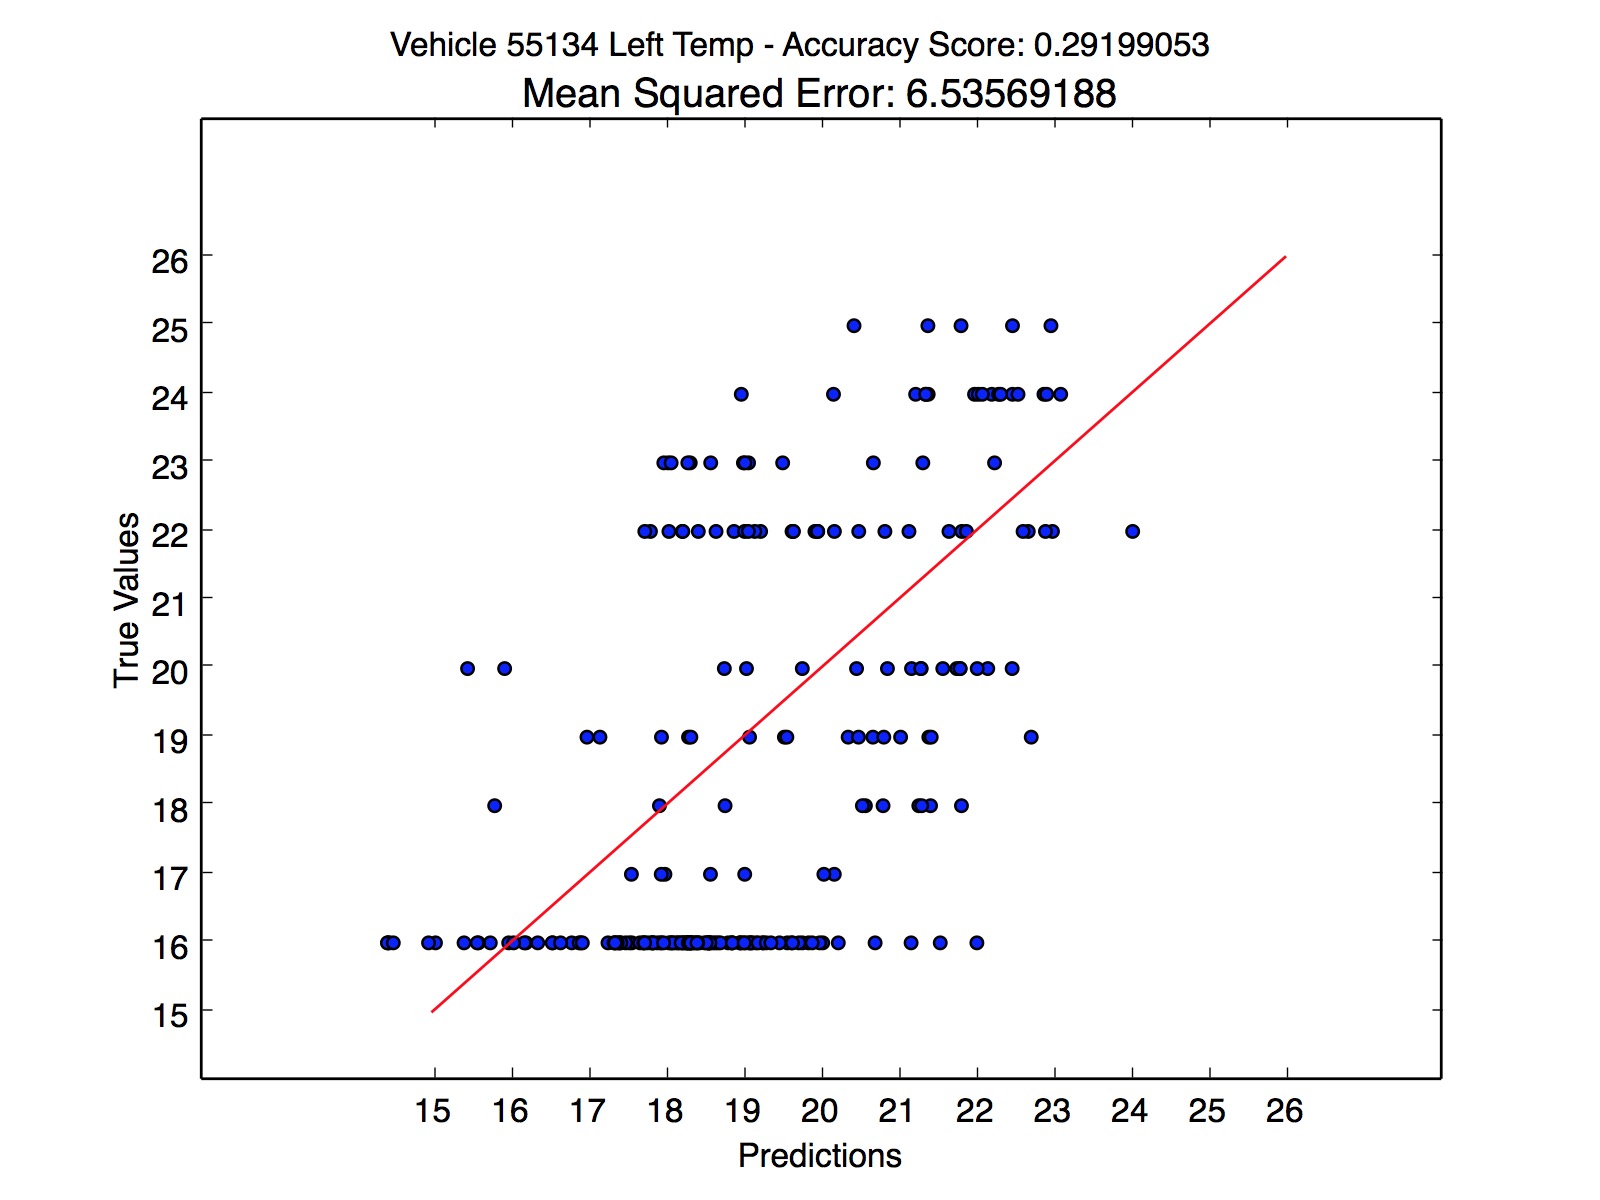 Vehicle 55134 Left Temp - Accuracy Score: 0.29199053
Mean Squared Error: 6.53569188
True Values
26
25
24
23
22
21
20
19
18
17
16
15
15 16 17 18 19 20 21 22 23 24 25 26
Predictions